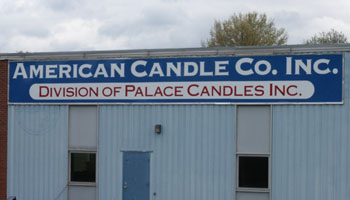 AMERICAN CANDLE CO. INC.
DIVISION OF PALACE CANDLES INC.